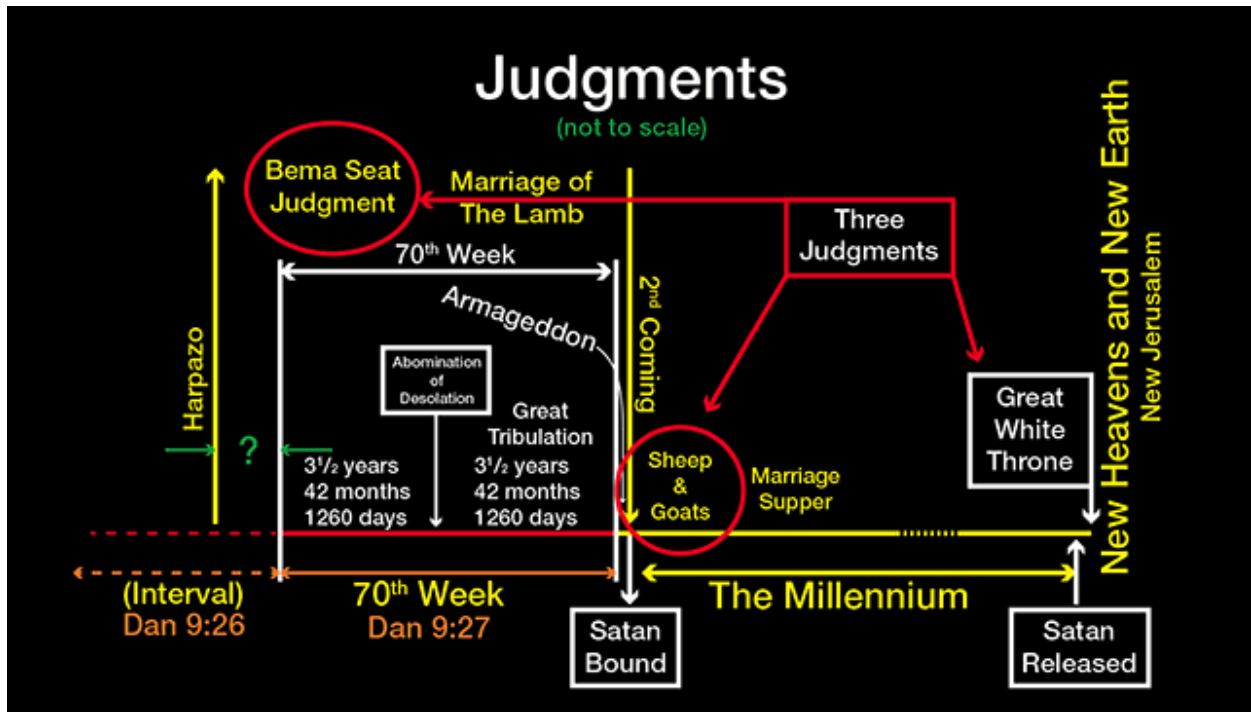 Judgments
(not to scale)
Bema Seat
Judgment
Marriage of
The Lamb
Three
Judgments
70th Week
Armageddon
2nd Coming
Harpazo
?
Abomination
of
Desolation
Great
Tribulation
3½ years
42 months
1260 days
3½ years
42 months
1260 days
Sheep
&
Goats
Marriage
Supper
Great
White
Throne
New Heavens and New Earth
New Jerusalem
(Interval)
Dan 9:26
70th Week
Dan 9:27
The Millennium
Satan
Bound
Satan
Released